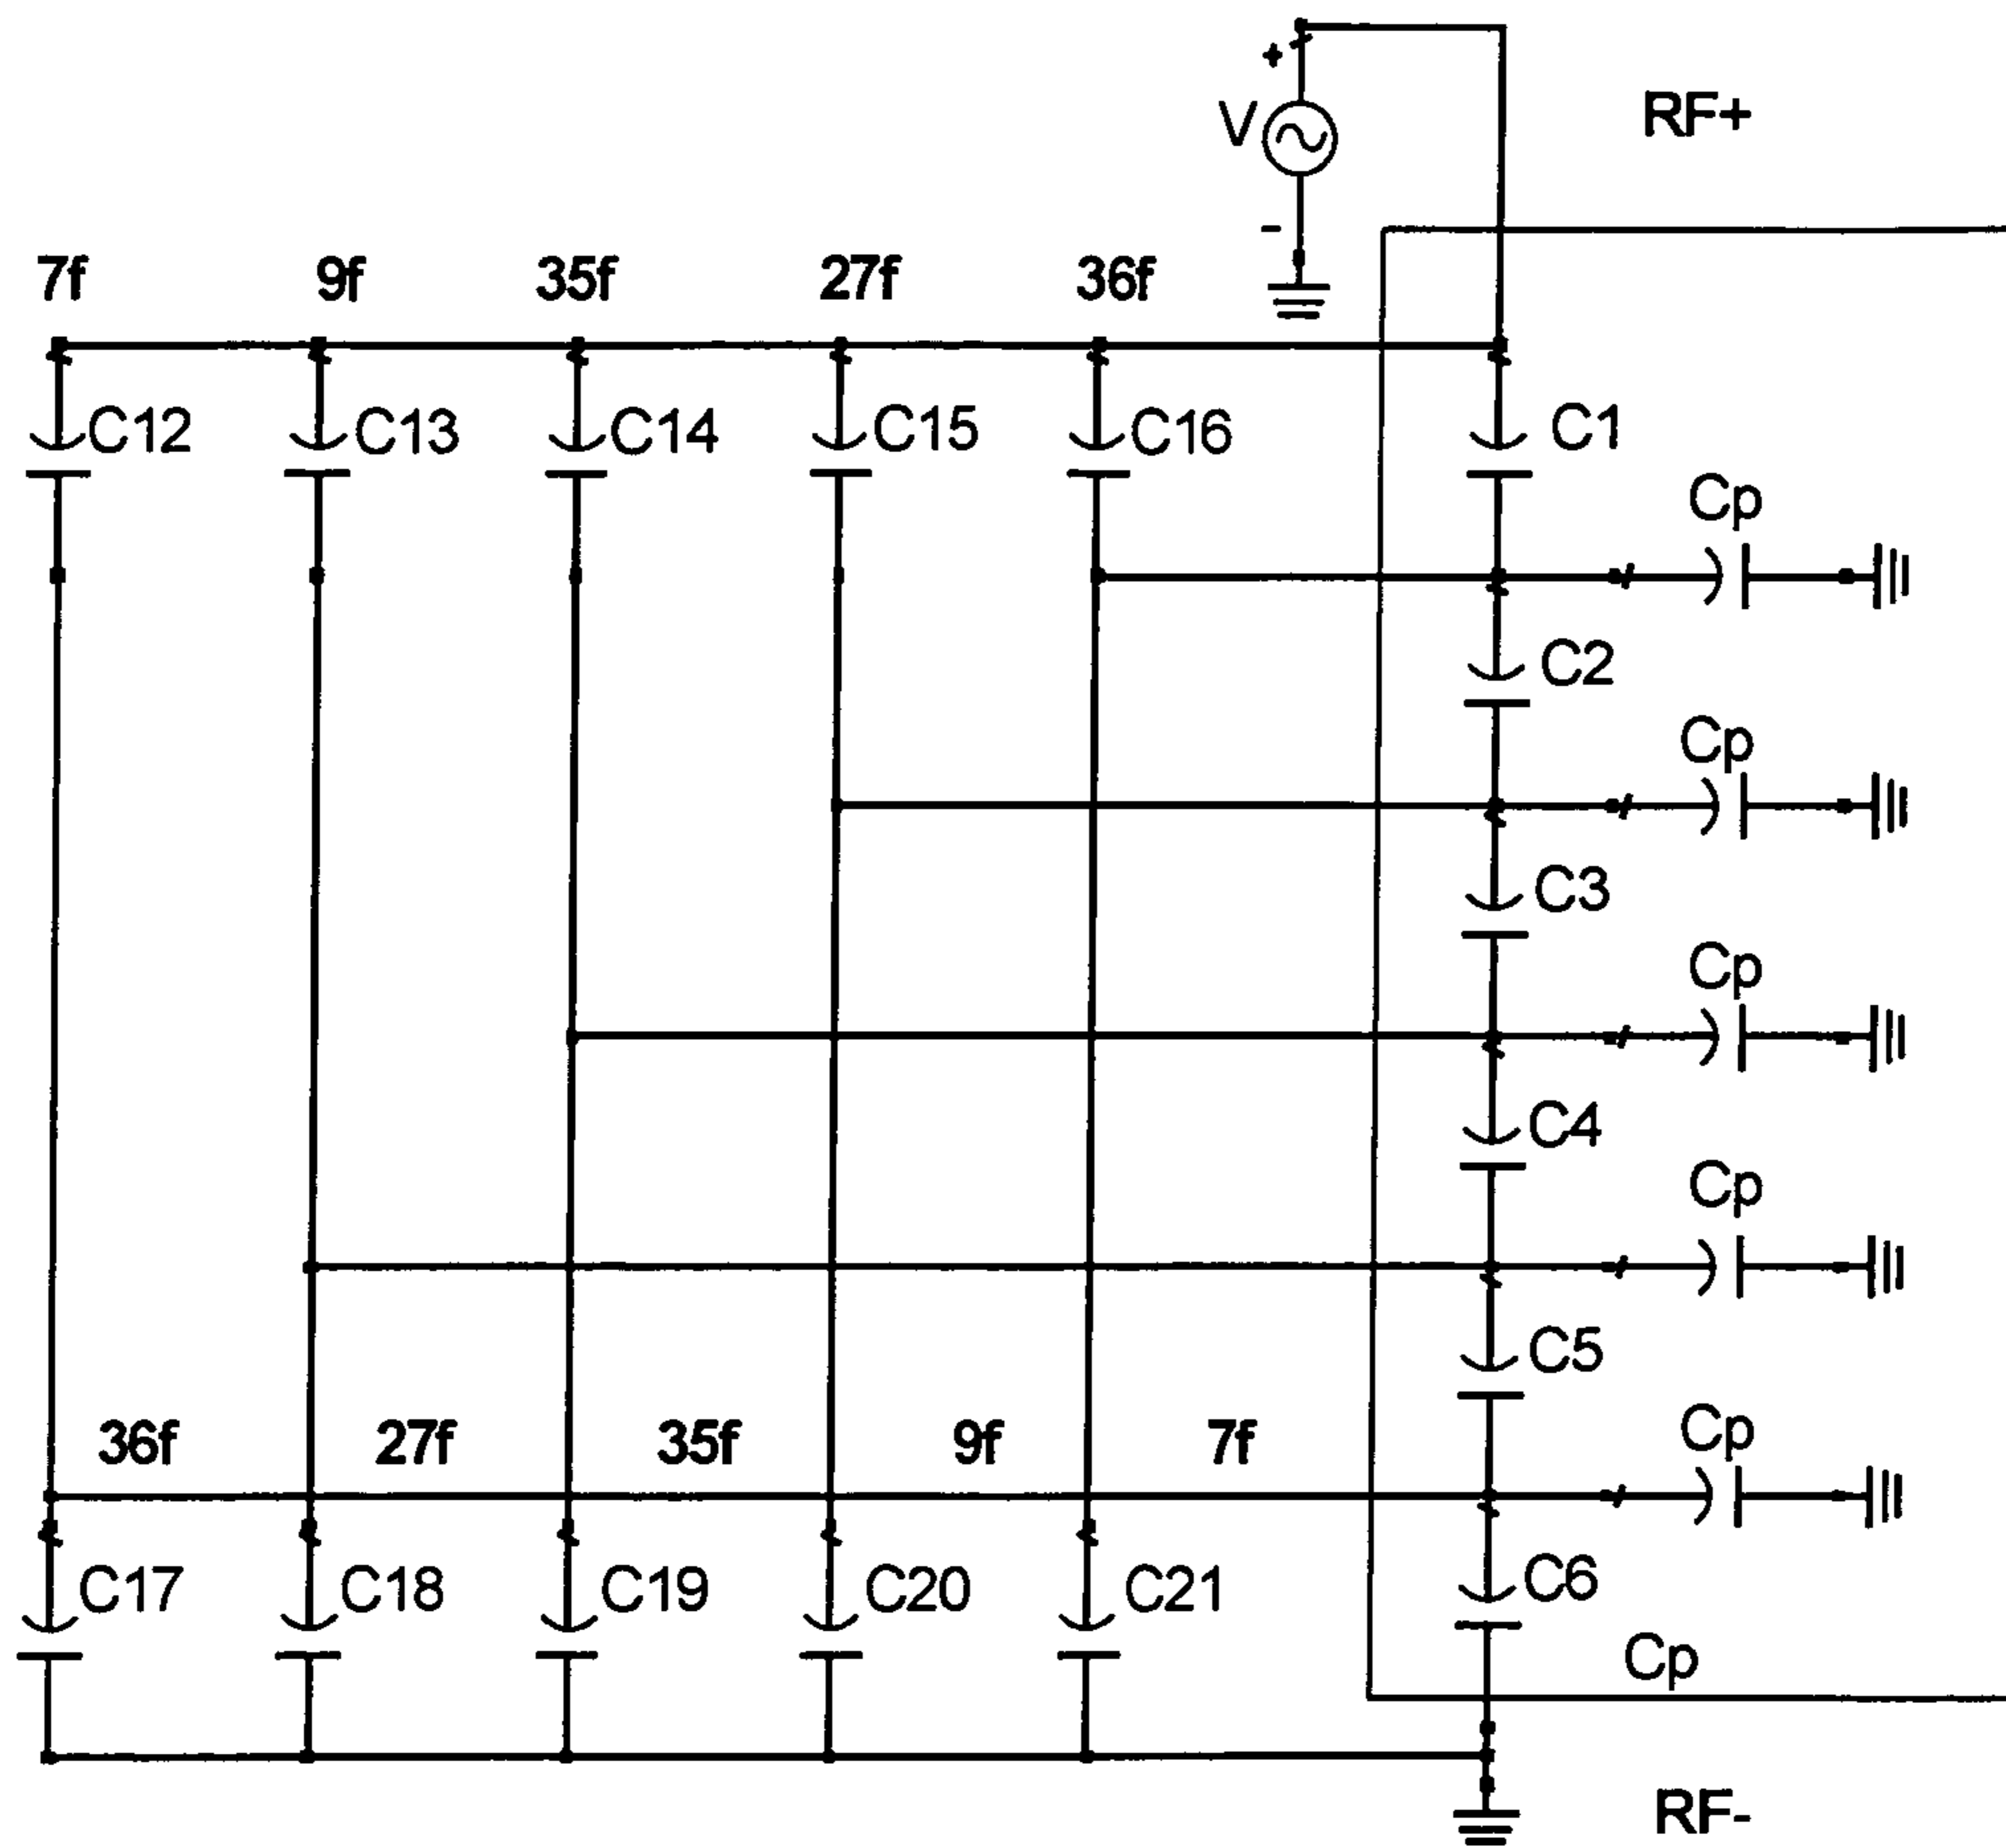 +
V
RF+
-
7f 9f 35f 27f 36f
C12 C13 C14 C15 C16 C1
Cp
C2
Cp
C3
Cp
C4
Cp
C5
36f 27f 35f 9f 7f Cp
C17 C18 C19 C20 C21 C6
Cp
RF-